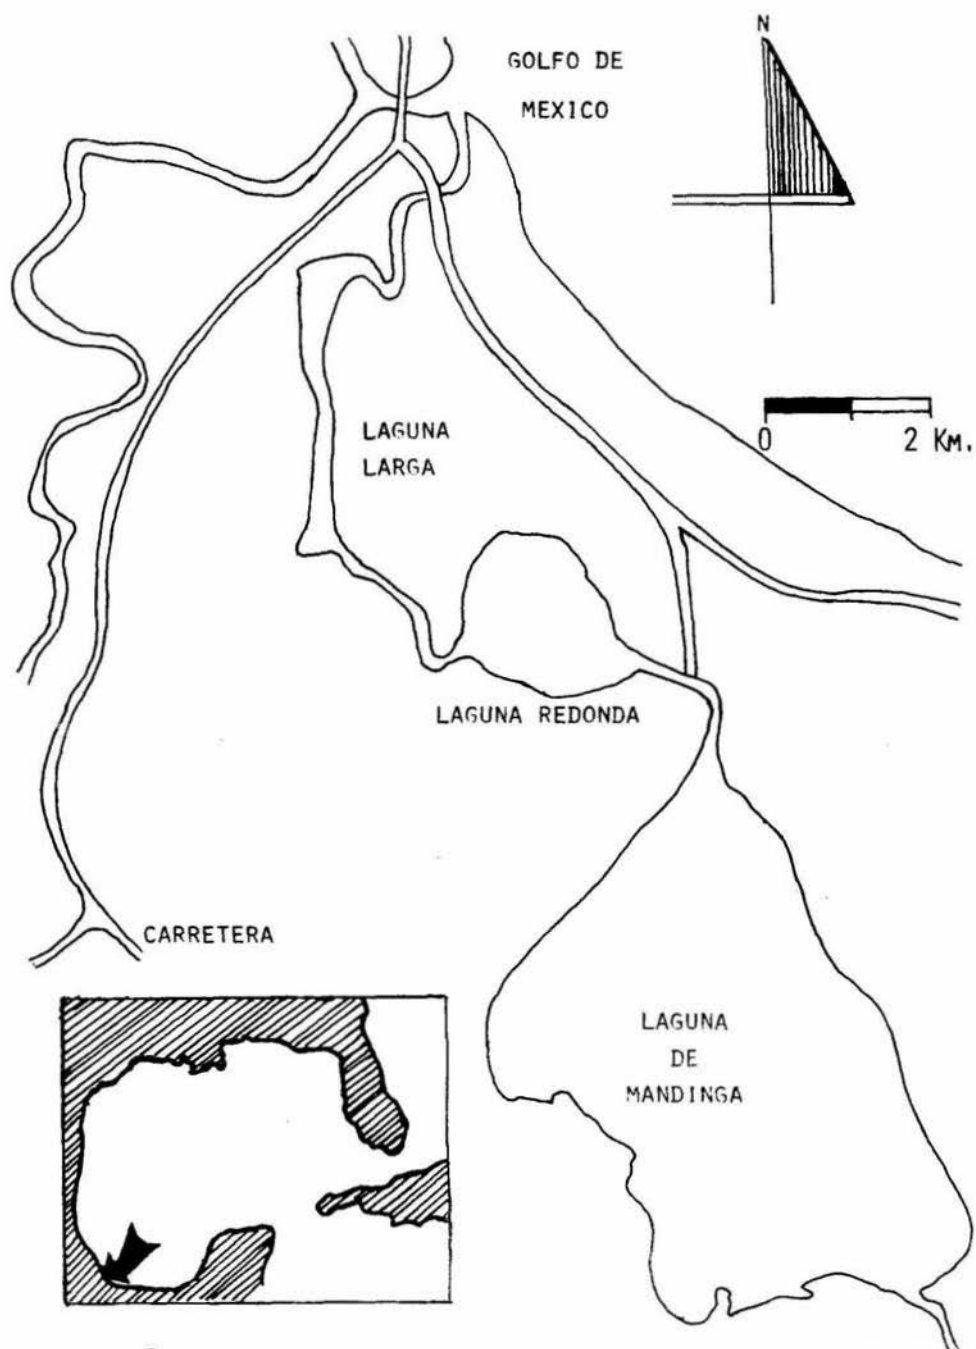 N
GOLFO DE
MEXICO
0 2 KM.
LAGUNA
LARGA
LAGUNA REDONDA
CARRETERA
LAGUNA
DE
MANDINGA